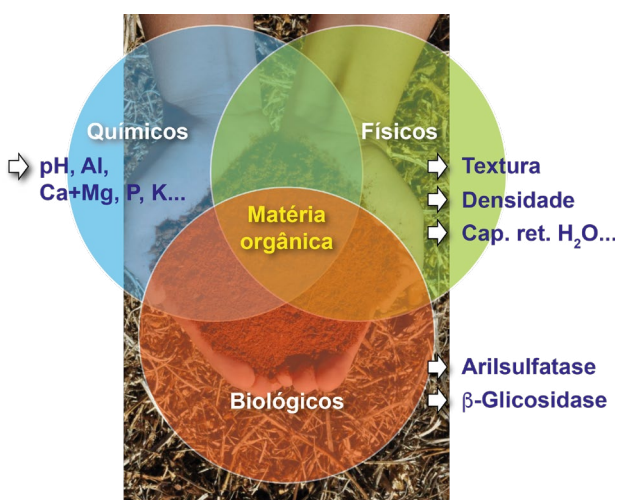 Químicos
pH, Al,
Ca+Mg, P, K...
Físicos
Textura
Densidade
Cap. ret. H₂O...
Matéria
orgânica
Biológicos
Arilsulfatase
β-Glicosidase